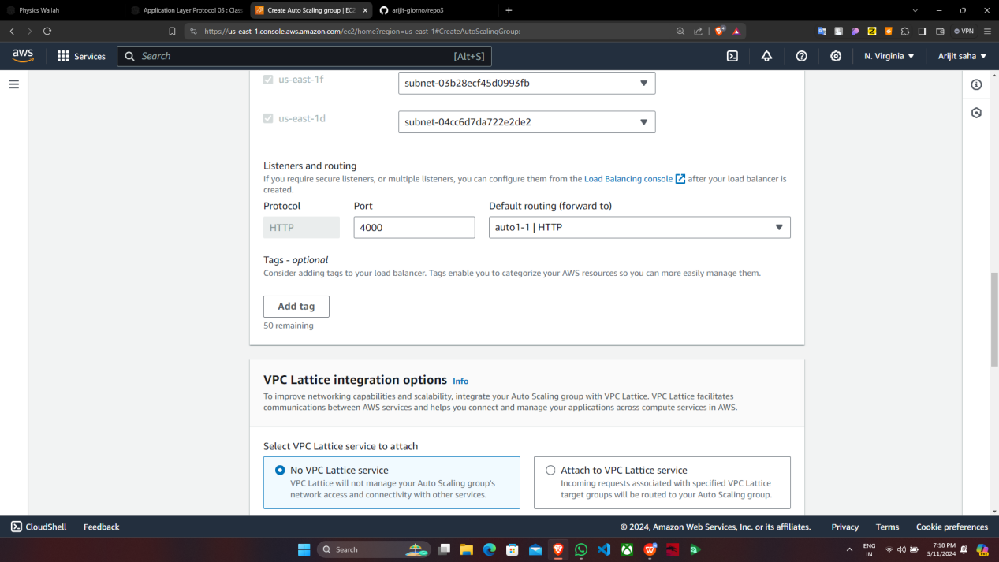 Physics Wallah
Application Layer Protocol 03 : Clas
Create Auto Scaling group | EC2
arijit-giorno/repo3
https://us-east-1.console.aws.amazon.com/ec2/home?region=us-east-1#CreateAutoScalingGroup:
VPN
aws
Services
Search
[Alt+S]
N. Virginia
Arijit saha
us-east-1f
subnet-03b28ecf45d0993fb
us-east-1d
subnet-04cc6d7da722e2de2
Listeners and routing
If you require secure listeners, or multiple listeners, you can configure them from the Load Balancing console after your load balancer is
created.
Protocol
Port
Default routing (forward to)
HTTP
4000
auto1-1 | HTTP
Tags - optional
Consider adding tags to your load balancer. Tags enable you to categorize your AWS resources so you can more easily manage them.
Add tag
50 remaining
VPC Lattice integration options Info
To improve networking capabilities and scalability, integrate your Auto Scaling group with VPC Lattice. VPC Lattice facilitates
communications between AWS services and helps you connect and manage your applications across compute services in AWS.
Select VPC Lattice service to attach
No VPC Lattice service
VPC Lattice will not manage your Auto Scaling group's
network access and connectivity with other services.
Attach to VPC Lattice service
Incoming requests associated with specified VPC Lattice
target groups will be routed to your Auto Scaling group.
CloudShell
Feedback
© 2024, Amazon Web Services, Inc. or its affiliates.
Privacy
Terms
Cookie preferences
Search
ENG
IN
7:18 PM
5/11/2024